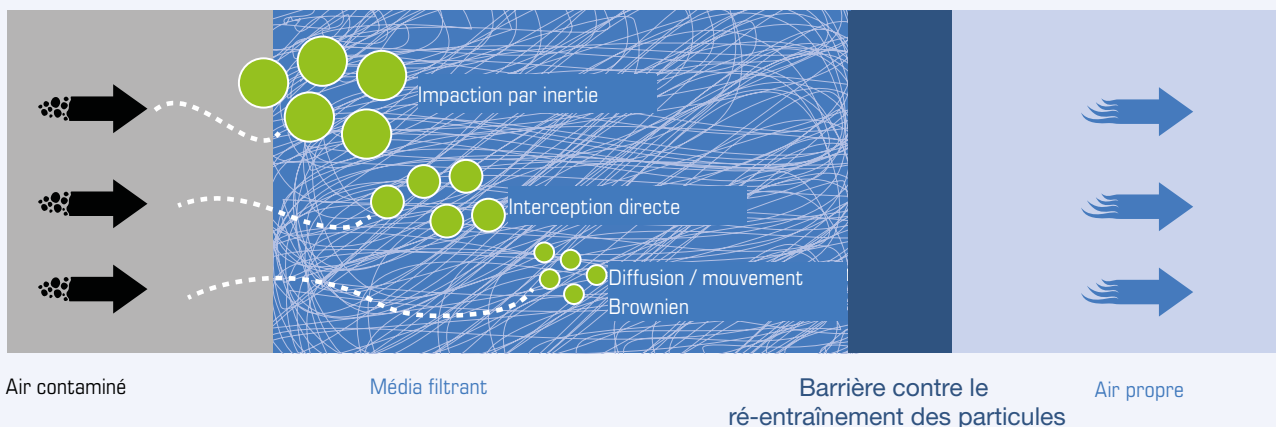 Impaction par inertie
Interception directe
Diffusion / mouvement
Brownien
Air contaminé
Média filtrant
Barrière contre le
ré-entraînement des particules
Air propre